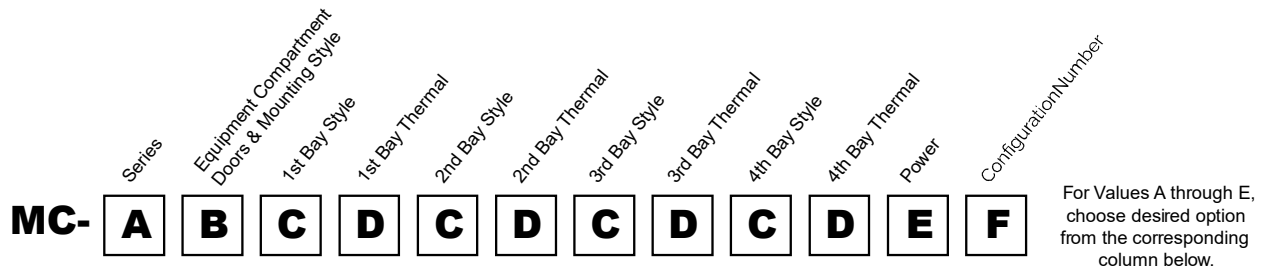 Series
Equipment Compartment
Doors & Mounting Style
1st Bay Style
1st Bay Thermal
2nd Bay Style
2nd Bay Thermal
3rd Bay Style
3rd Bay Thermal
4th Bay Style
4th Bay Thermal
Power
ConfigurationNumber
MC- A B C D C D C D C D E F
For Values A through E,
choose desired option
from the corresponding
column below.